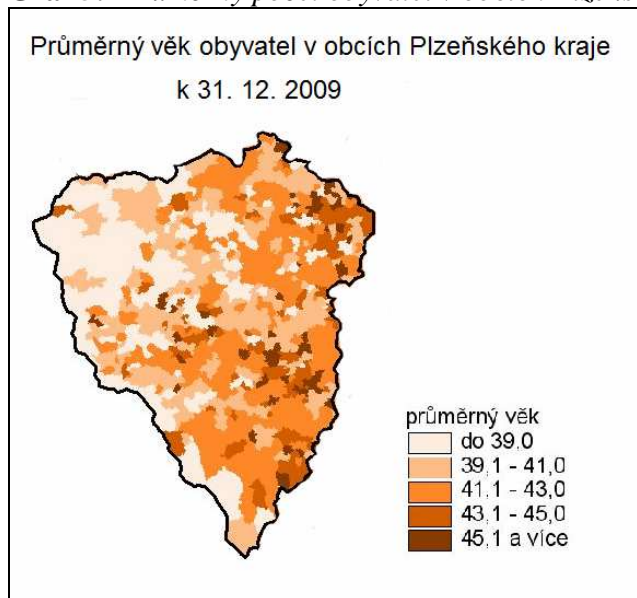 Průměrný věk obyvatel v obcích Plzeňského kraje
k 31. 12. 2009
průměrný věk
do 39,0
39,1 - 41,0
41,1 - 43,0
43,1 - 45,0
45,1 a více